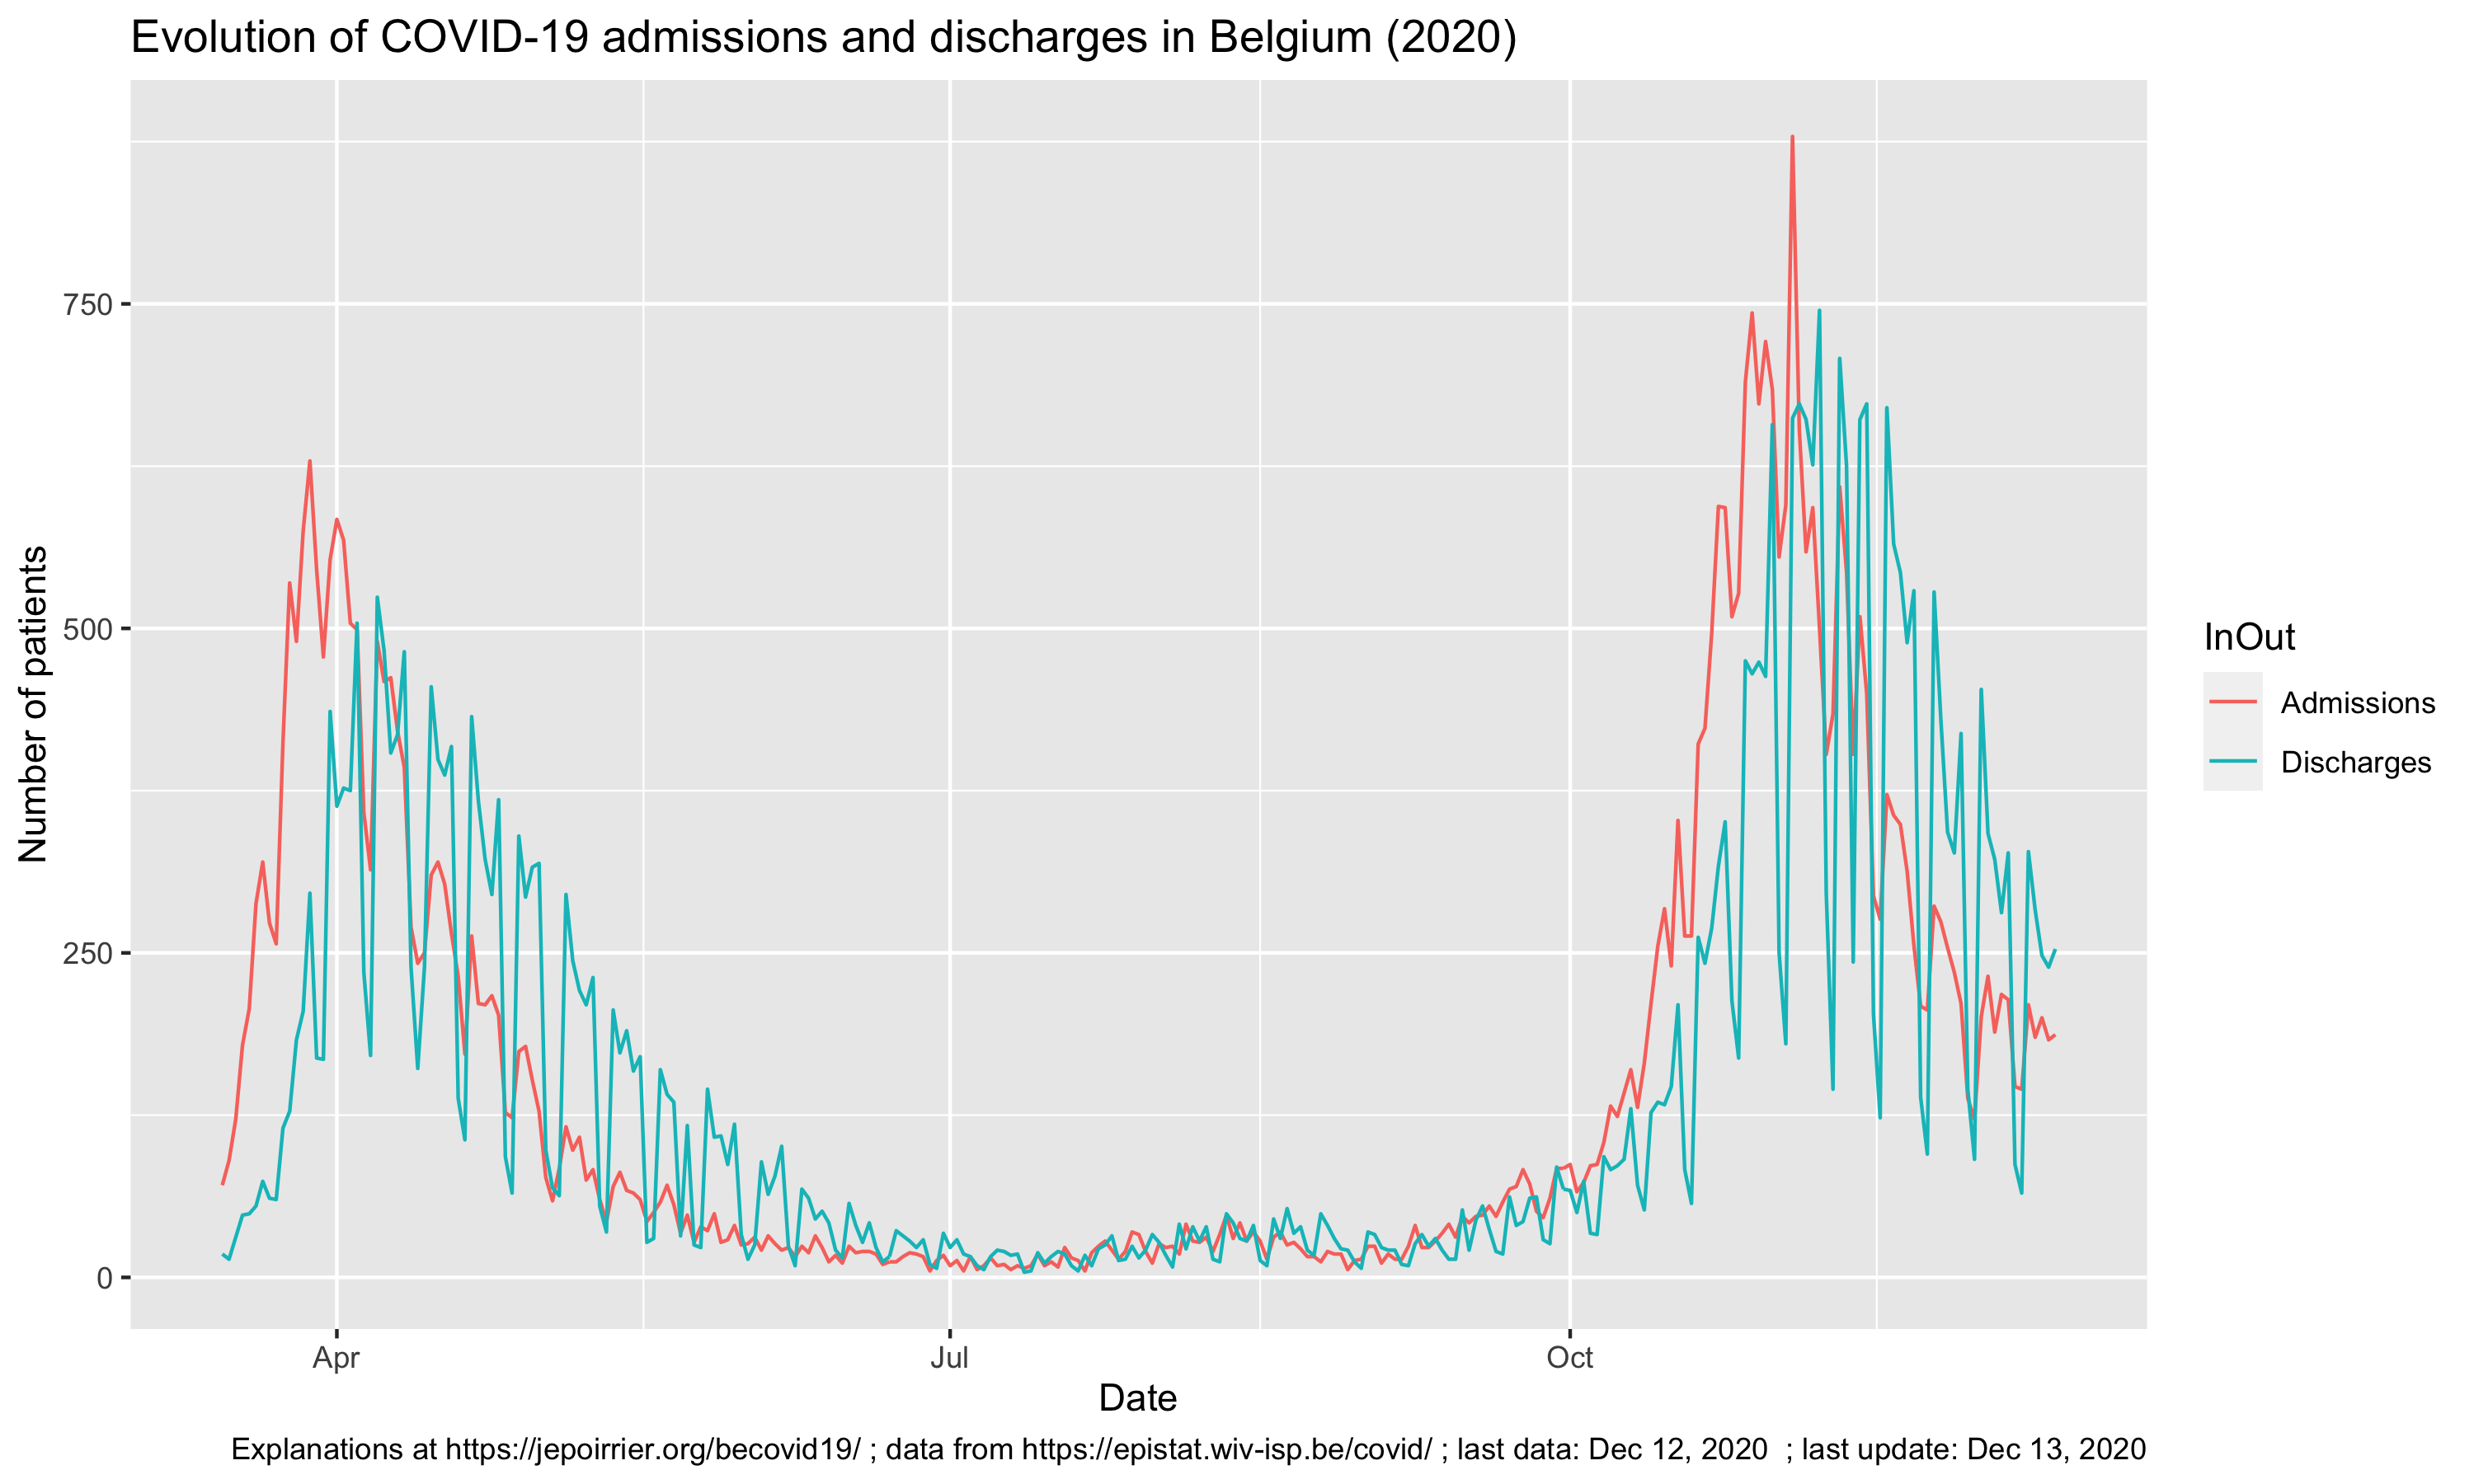 Evolution of COVID-19 admissions and discharges in Belgium (2020)
Number of patients
750
500
250
0
Apr
Jul
Oct
Date
InOut
Admissions
Discharges
Explanations at https://jepoirrier.org/becovid19/ ; data from https://epistat.wiv-isp.be/covid/ ; last data: Dec 12, 2020  ; last update: Dec 13, 2020